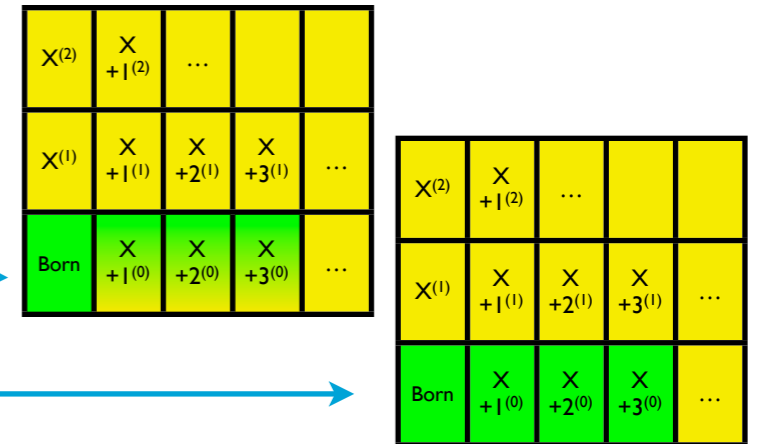 X(2) X +1(2) …
X(1) X +1(1) X +2(1) X +3(1) …
Born X +1(0) X +2(0) X +3(0) …
X(2) X +1(2) …
X(1) X +1(1) X +2(1) X +3(1) …
Born X +1(0) X +2(0) X +3(0) …